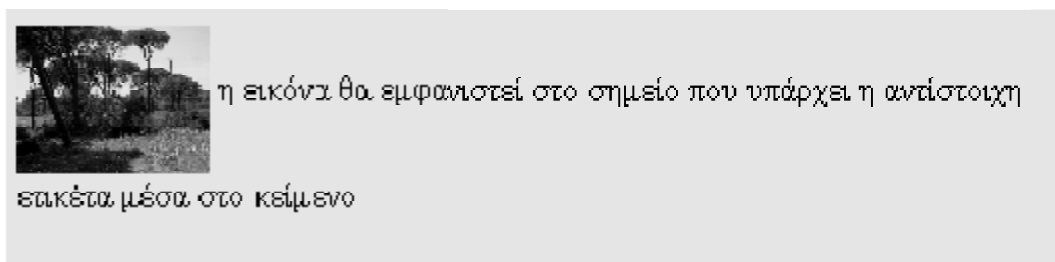 η εικόνα θα εμφανιστεί στο σημείο που υπάρχει η αντίστοιχη
ετικέτα μέσα στο κείμενο